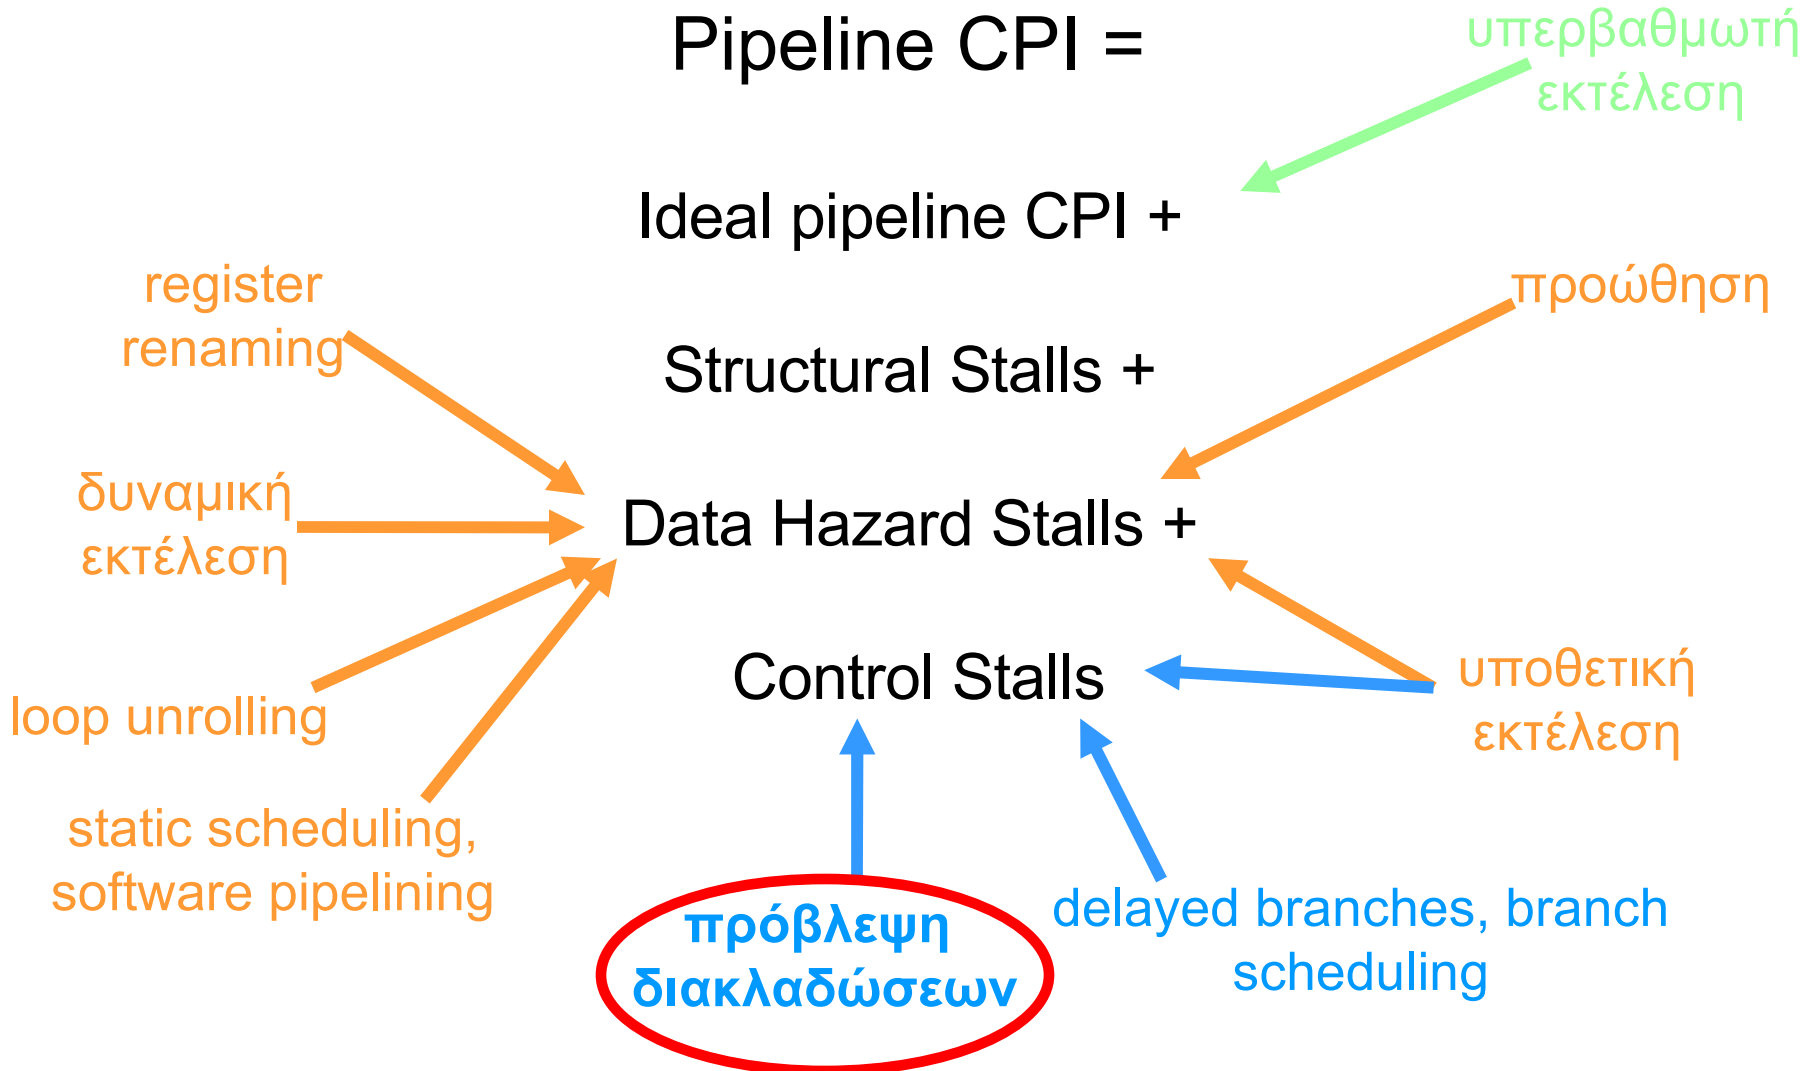 Pipeline CPI =
υπερβαθμωτή
εκτέλεση
Ideal pipeline CPI +
register
renaming
προώθηση
Structural Stalls +
δυναμική
εκτέλεση
Data Hazard Stalls +
loop unrolling
Control Stalls
υποθετική
εκτέλεση
static scheduling,
software pipelining
πρόβλεψη
διακλαδώσεων
delayed branches, branch
scheduling